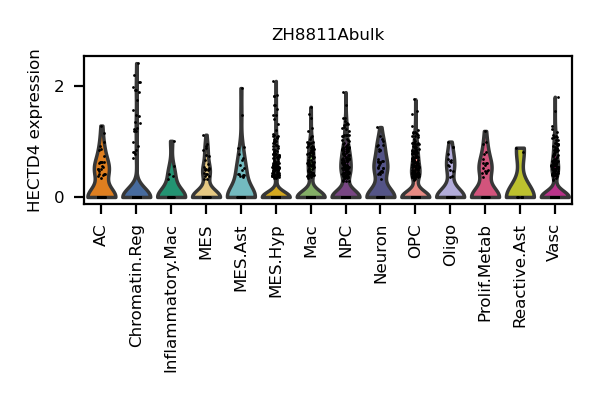 ZH8811Abulk
HECTD4 expression
2
0
AC
Chromatin.Reg
Inflammatory.Mac
MES
MES.Ast
MES.Hyp
Mac
NPC
Neuron
OPC
Oligo
Prolif.Metab
Reactive.Ast
Vasc